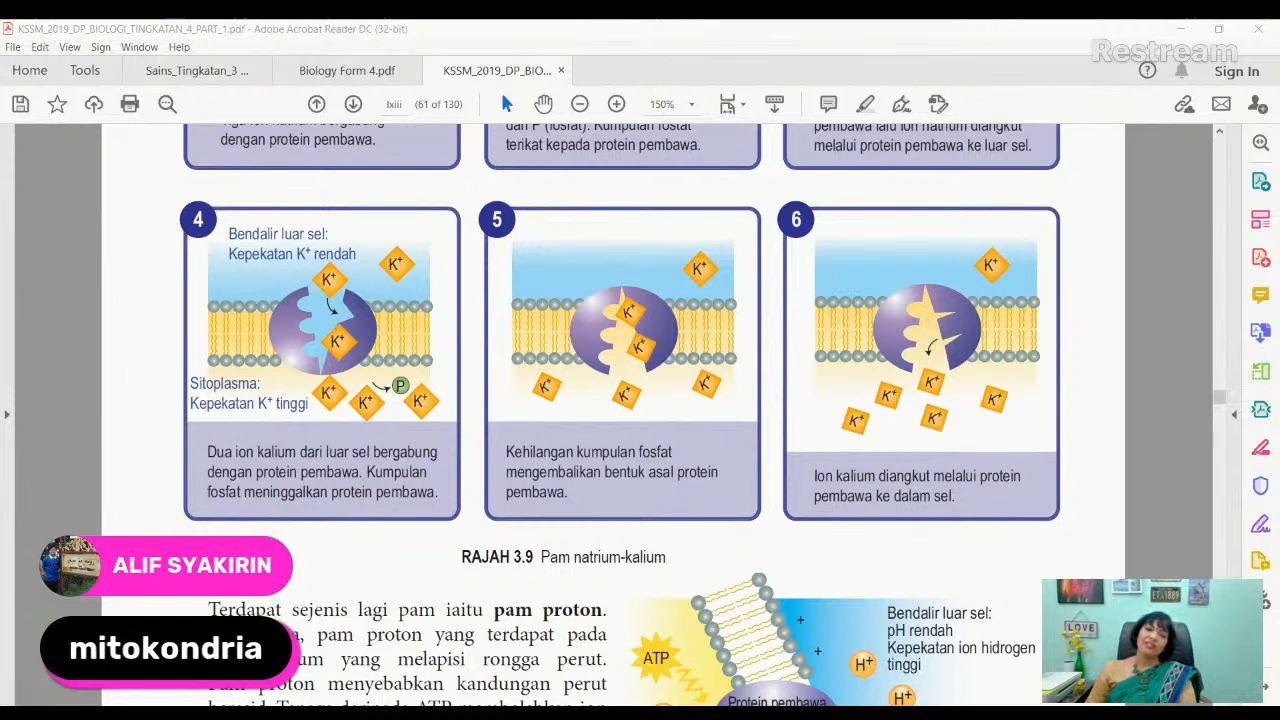 KSSM_2019_DP_BIOLOGI_TINGKATAN_4_PART_1.pdf - Adobe Acrobat Reader DC (32-bit)
Restream
File Edit View Sign Window Help
Home Tools Sains_Tingkatan_3 ... Biology Form 4.pdf KSSM_2019_DP_BIO... × Sign In
lxiii (61 of 130) 150%
dengan protein pembawa.
dan P (fosfat). Kumpulan fosfat
terikat kepada protein pembawa.
pembawa lalu ion natrium diangkut
melalui protein pembawa ke luar sel.
4
Bendalir luar sel:
Kepekatan K+ rendah
K+
K+
K+
Sitoplasma:
Kepekatan K+ tinggi
K+
K+
P
K+
Dua ion kalium dari luar sel bergabung
dengan protein pembawa. Kumpulan
fosfat meninggalkan protein pembawa.
5
K+
K+
K+
K+
K+
K+
Kehilangan kumpulan fosfat
mengembalikan bentuk asal protein
pembawa.
6
K+
K+
K+
K+
K+
K+
Ion kalium diangkut melalui protein
pembawa ke dalam sel.
RAJAH 3.9 Pam natrium-kalium
ALIF SYAKIRIN
mitokondria
Terdapat sejenis lagi pam iaitu pam proton.
pam proton yang terdapat pada
yang melapisi rongga perut.
proton menyebabkan kandungan perut
ATP
+
+
H+
H+
Protein pembawa
Bendalir luar sel:
pH rendah
Kepekatan ion hidrogen
tinggi
LOVE